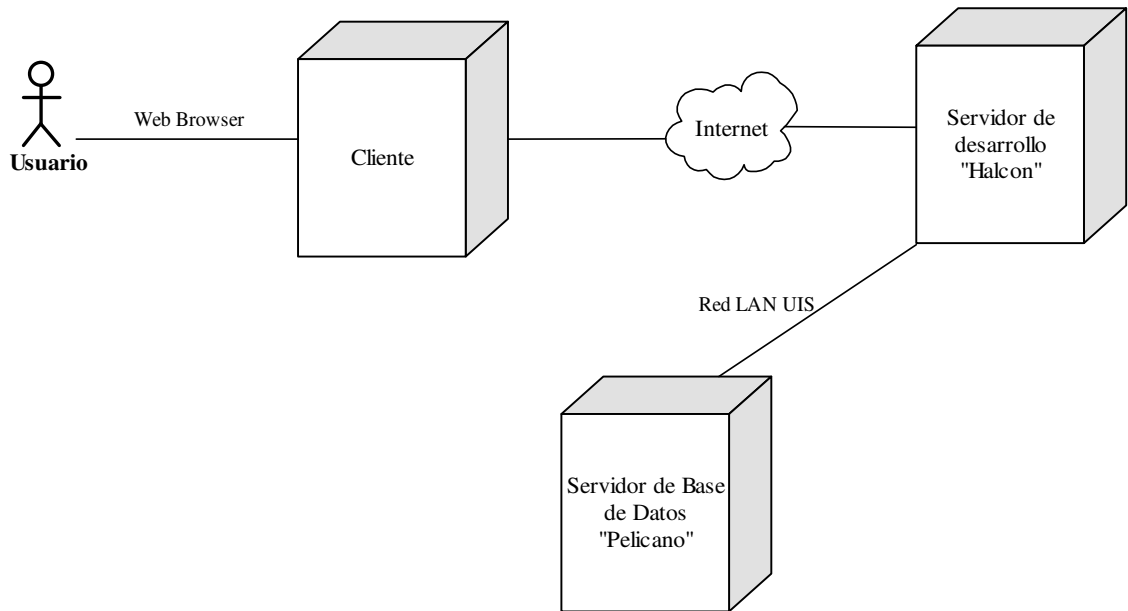 Web Browser
Usuario
Cliente
Internet
Servidor de
desarrollo
"Halcon"
Red LAN UIS
Servidor de Base
de Datos
"Pelicano"